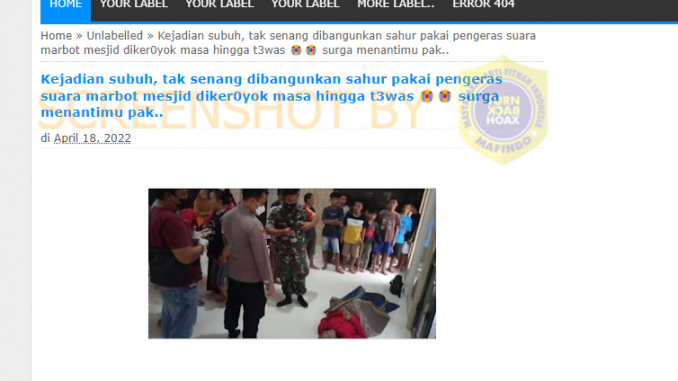 HOME YOUR LABEL YOUR LABEL YOUR LABEL MORE LABEL.. ERROR 404
Home » Unlabelled » Kejadian subuh, tak senang dibangunkan sahur pakai pengeras suara
marbot mesjid diker0yok masa hingga t3was 😭 😭 surga menantimu pak..
Kejadian subuh, tak senang dibangunkan sahur pakai pengeras
suara marbot mesjid diker0yok masa hingga t3was 😭 😭 surga
menantimu pak..
SCREENSHOT BY
di April 18, 2022
MASYARAKAT ANTI FITNAH INDONESIA
TURN
BACK
HOAX
MAFINDO